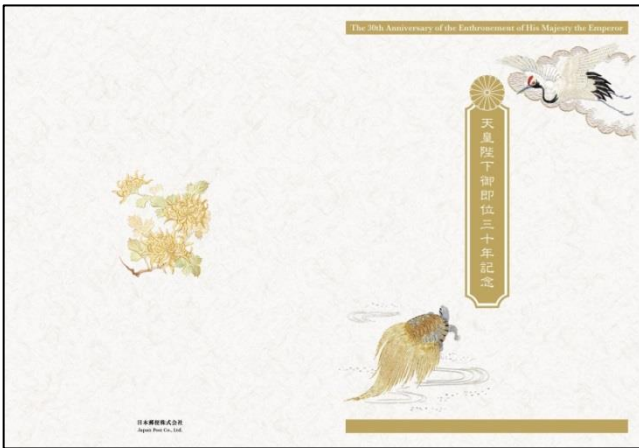 The 30th Anniversary of the Enthronement of His Majesty the Emperor
天皇陛下御即位三十年記念
日本郵便株式会社
Japan Post Co., Ltd.